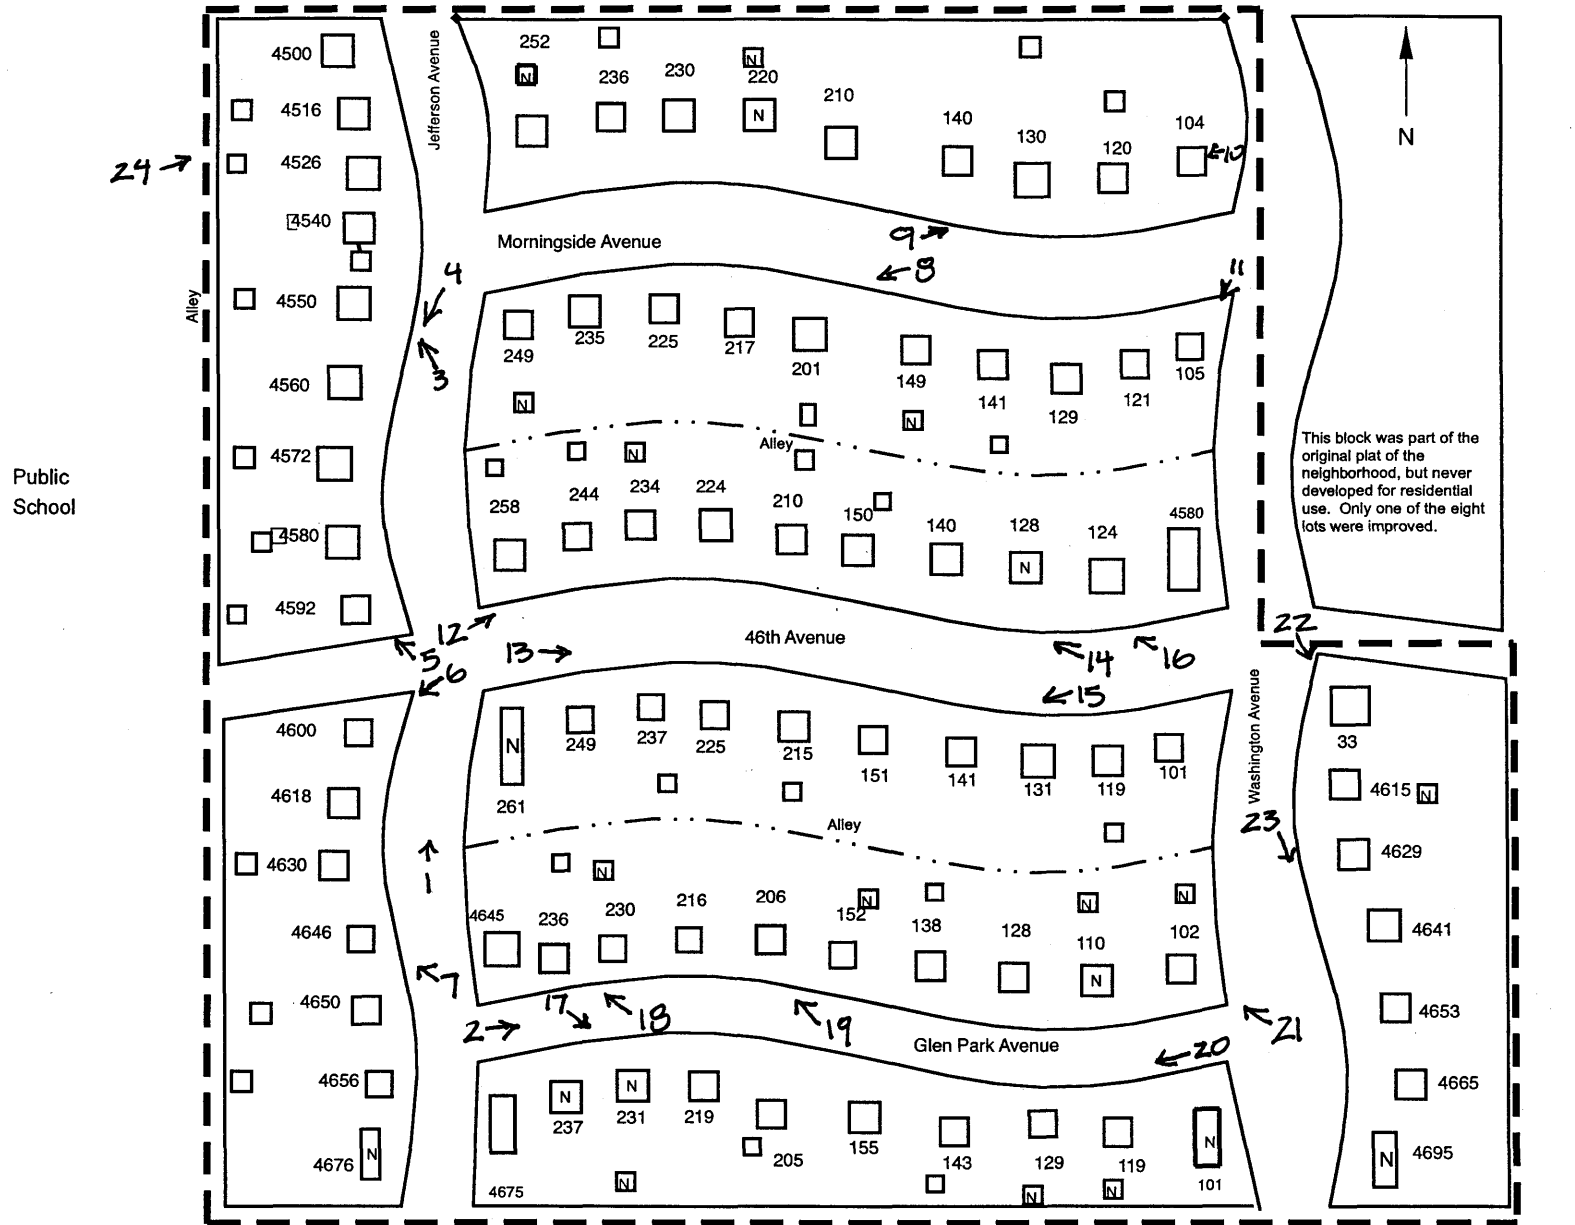 4500
4516
24
4526
4540
4
Alley
4550
3
4560
4572
4580
4592
5
6
Public
School
Jefferson Avenue
252
N
236
230
N
220
N
210
140
130
120
104
10
N
Morningside Avenue
9
8
11
249
235
225
217
201
149
141
129
121
105
N
N
Alley
N
258
244
234
224
210
150
140
128
124
4580
N
This block was part of the
original plat of the
neighborhood, but never
developed for residential
use. Only one of the eight
lots were improved.
12
13
46th Avenue
14
16
15
22
4600
4618
4630
4646
4650
4656
4676
N
1
7
N
261
249
237
225
215
151
141
131
119
101
Alley
N
4645
236
230
216
206
152
N
138
128
110
N
N
102
N
Washington Avenue
23
33
4615
N
4629
4641
4653
4665
4695
N
2
17
18
19
Glen Park Avenue
20
21
4675
N
237
N
231
219
205
155
143
129
119
N
101
N
N
N